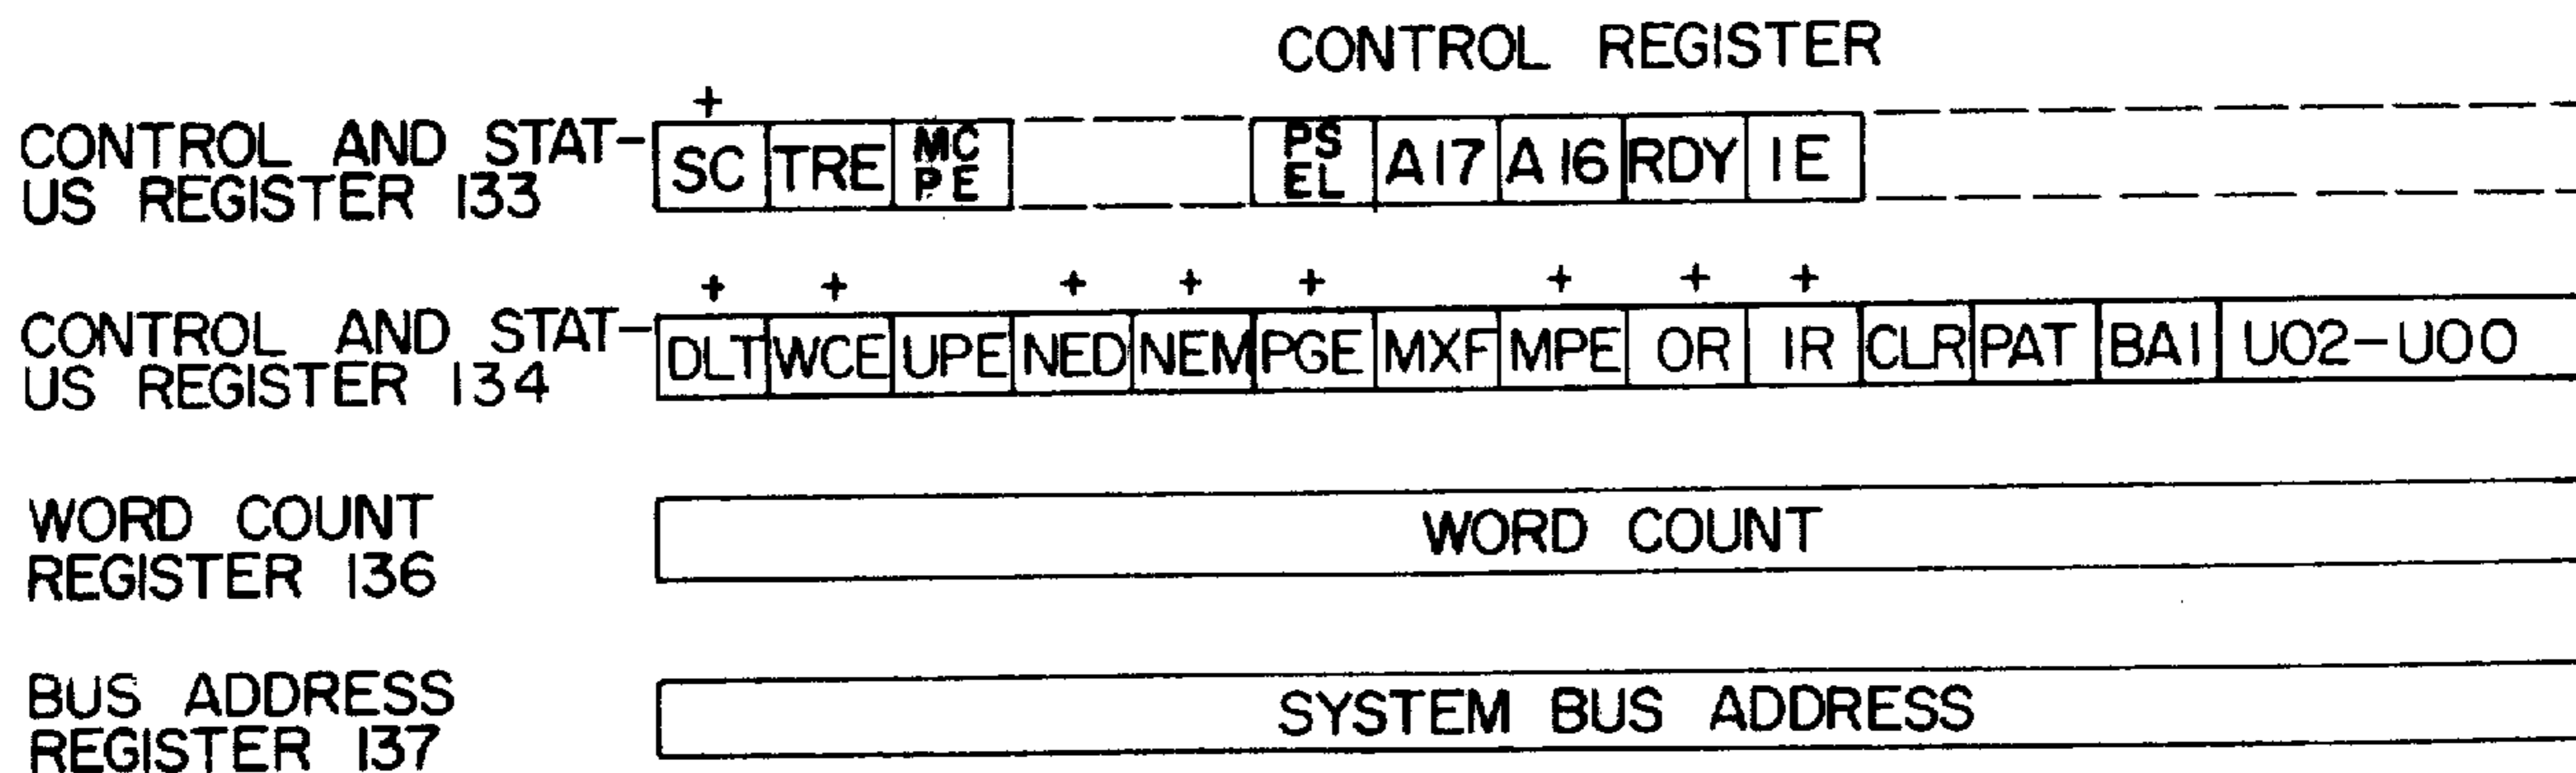 CONTROL REGISTER
+
CONTROL AND STAT-
US REGISTER 133
SC TRE MC PE PS EL A17 A16 RDY IE
+ + + + + + + +
CONTROL AND STAT-
US REGISTER 134
DLT WCE UPE NED NEM PGE MXF MPE OR IR CLR PAT BAI U02-U00
WORD COUNT
REGISTER 136
WORD COUNT
BUS ADDRESS
REGISTER 137
SYSTEM BUS ADDRESS